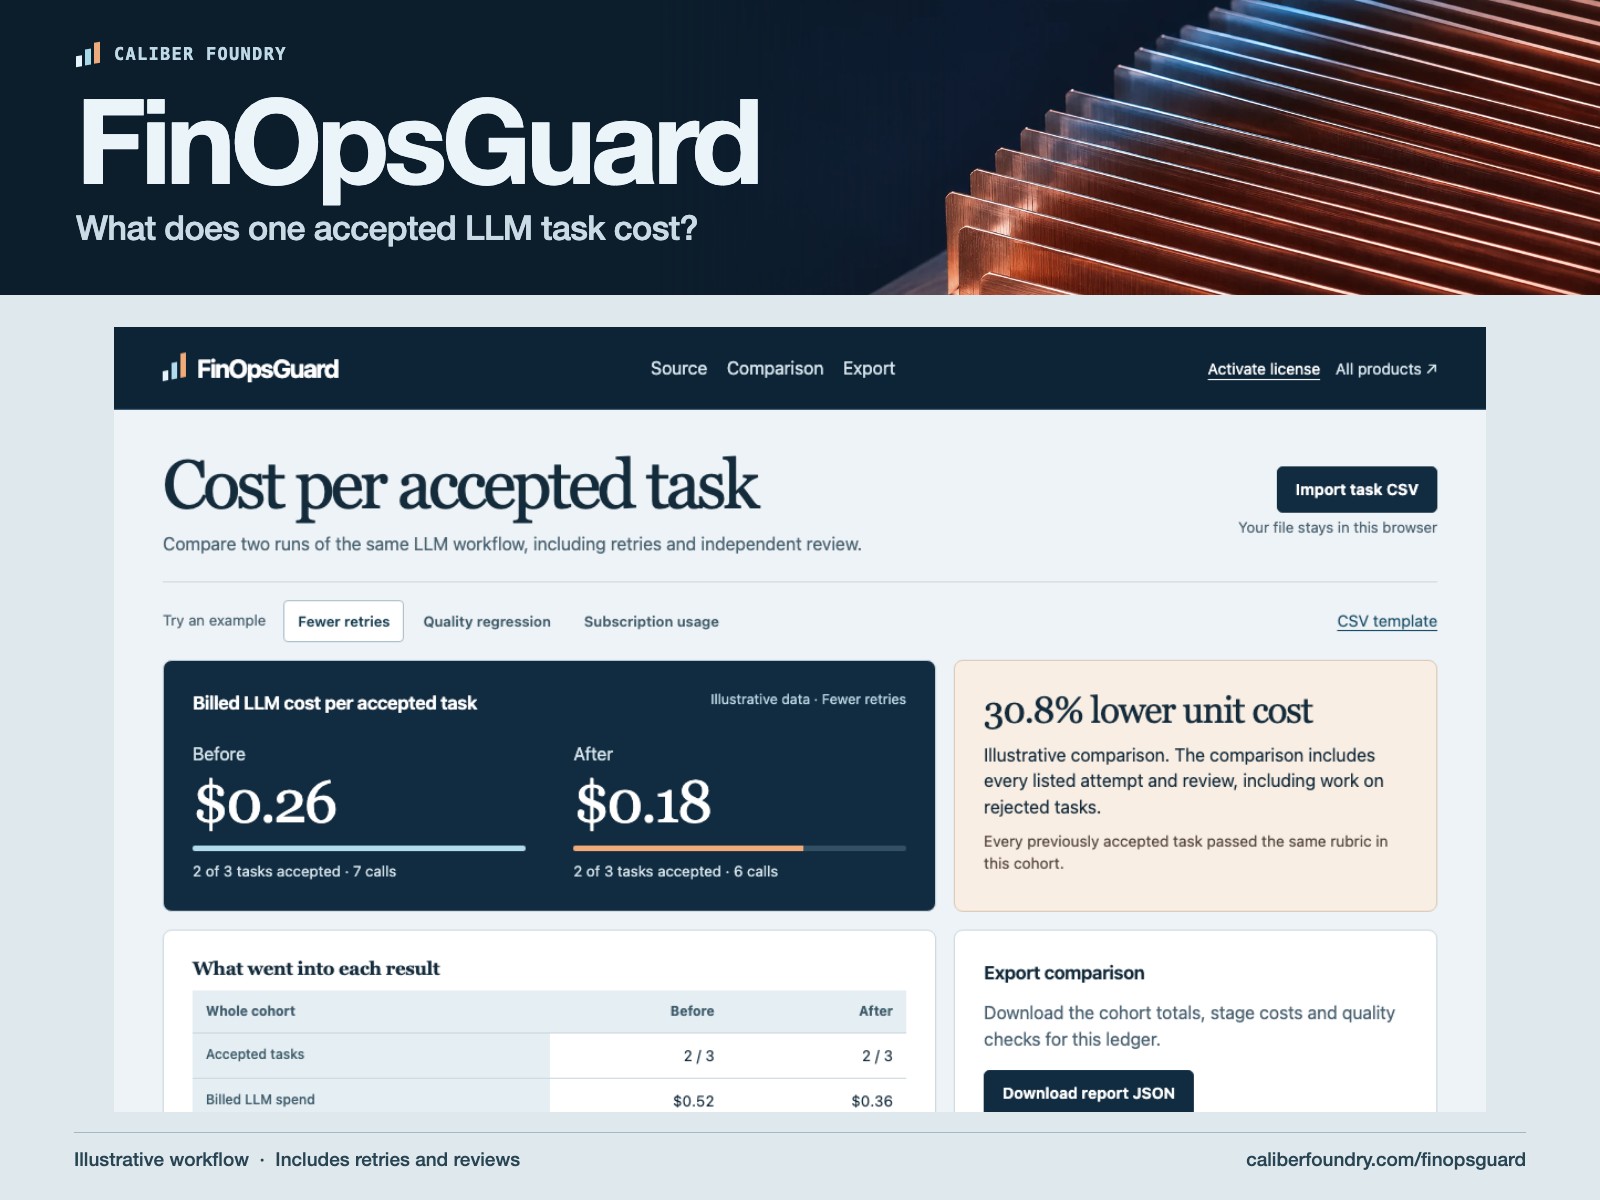 CALIBER FOUNDRY
FinOpsGuard
What does one accepted LLM task cost?
FinOpsGuard
Source Comparison Export
Activate license All products ↗
Cost per accepted task
Import task CSV
Your file stays in this browser
Compare two runs of the same LLM workflow, including retries and independent review.
Try an example Fewer retries Quality regression Subscription usage
CSV template
Billed LLM cost per accepted task
Illustrative data · Fewer retries
Before
$0.26
2 of 3 tasks accepted · 7 calls
After
$0.18
2 of 3 tasks accepted · 6 calls
30.8% lower unit cost
Illustrative comparison. The comparison includes
every listed attempt and review, including work on
rejected tasks.
Every previously accepted task passed the same rubric in
this cohort.
What went into each result
Whole cohort Before After
Accepted tasks 2 / 3 2 / 3
Billed LLM spend $0.52 $0.36
Export comparison
Download the cohort totals, stage costs and quality
checks for this ledger.
Download report JSON
Illustrative workflow · Includes retries and reviews
caliberfoundry.com/finopsguard